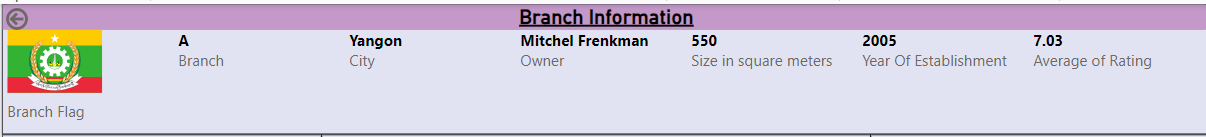 Branch Information
A
Branch
Yangon
City
Mitchel Frenkman
Owner
550
Size in square meters
2005
Year Of Establishment
7.03
Average of Rating
Branch Flag